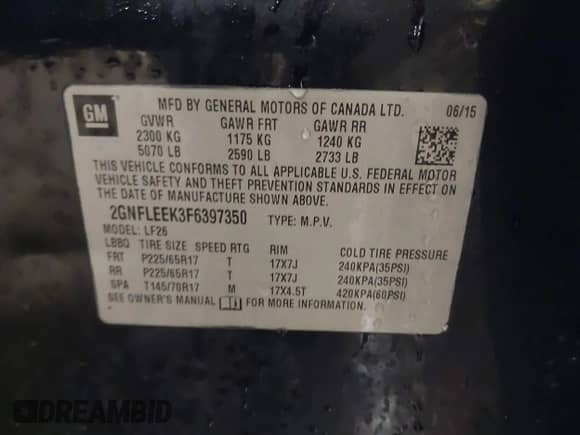 GM
MFD BY GENERAL MOTORS OF CANADA LTD. 06/15
GVWR GAWR FRT GAWR RR
2300 KG 1175 KG 1240 KG
5070 LB 2590 LB 2733 LB
THIS VEHICLE CONFORMS TO ALL APPLICABLE U.S. FEDERAL MOTOR
VEHICLE SAFETY AND THEFT PREVENTION STANDARDS IN EFFECT ON
THE DATE OF MANUFACTURE SHOWN ABOVE.
2GNFLEEK3F6397350 TYPE: M.P.V.
MODEL: LF26
LBBQ TIRE SIZE SPEED RTG RIM COLD TIRE PRESSURE
FRT P225/65R17 T 17X7J 240KPA(35PSI)
RR P225/65R17 T 17X7J 240KPA(35PSI)
SPA T145/70R17 M 17X4.5T 420KPA(60PSI)
SEE OWNER'S MANUAL FOR MORE INFORMATION.
DREAMBID